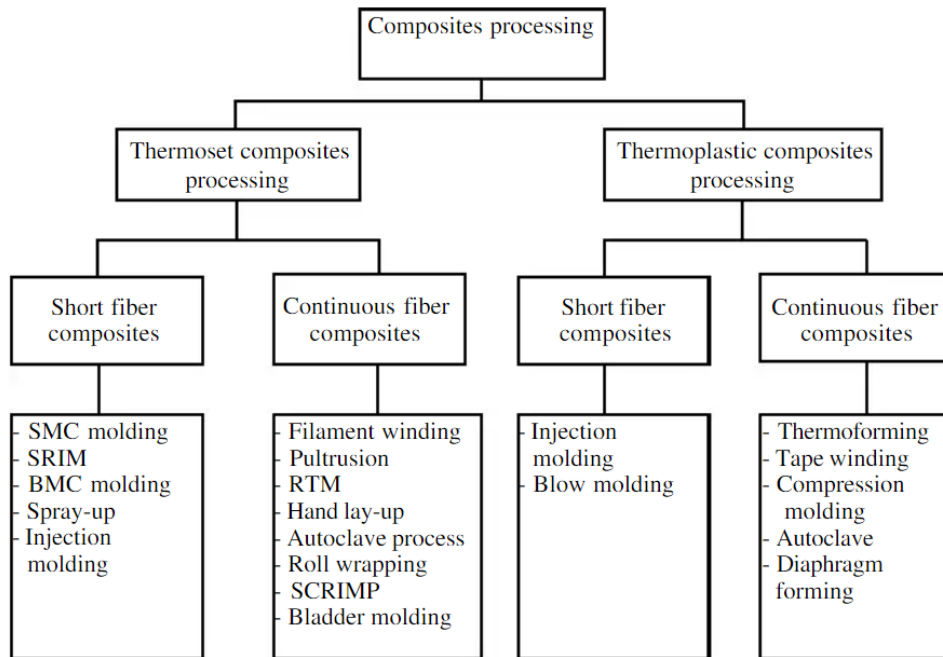 Composites processing
Thermoset composites
processing
Thermoplastic composites
processing
Short fiber
composites
Continuous fiber
composites
Short fiber
composites
Continuous fiber
composites
- SMC molding
- SRIM
- BMC molding
- Spray-up
- Injection
molding
- Filament winding
- Pultrusion
- RTM
- Hand lay-up
- Autoclave process
- Roll wrapping
- SCRIMP
- Bladder molding
- Injection
molding
- Blow molding
- Thermoforming
- Tape winding
- Compression
molding
- Autoclave
- Diaphragm
forming